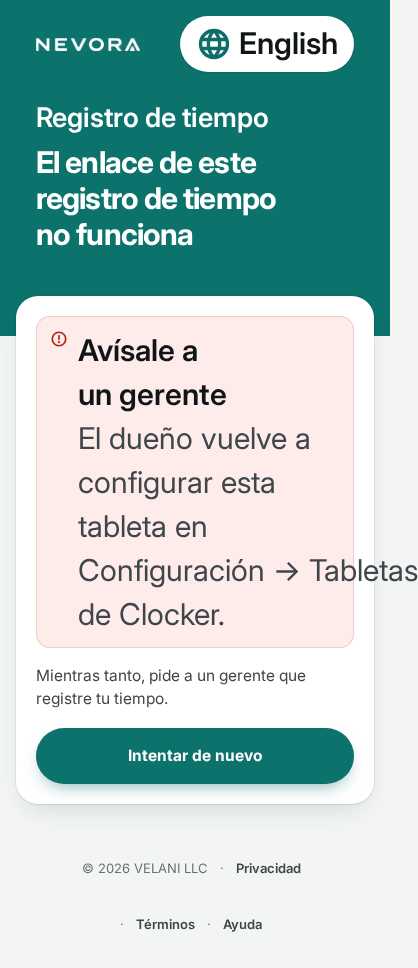 NEVORA
English
Registro de tiempo
El enlace de este
registro de tiempo
no funciona
Avísale a
un gerente
El dueño vuelve a
configurar esta
tableta en
Configuración → Tabletas
de Clocker.
Mientras tanto, pide a un gerente que
registre tu tiempo.
Intentar de nuevo
© 2026 VELANI LLC · Privacidad
· Términos · Ayuda